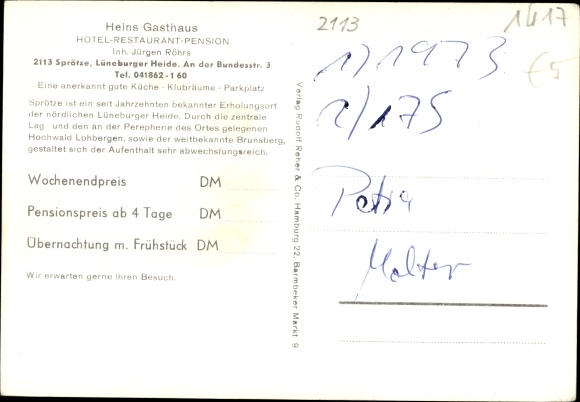 Heins Gasthaus
HOTEL-RESTAURANT-PENSION
Inh. Jürgen Röhrs
2113 Sprötze, Lüneburger Heide. An der Bundesstr. 3
Tel. 041862-1 60
Eine anerkannt gute Küche - Klubräume - Parkplatz
Sprötze ist ein seit Jahrzehnten bekannter Erholungsort
der nördlichen Lüneburger Heide. Durch die zentrale
Lag und den an der Perepherie des Ortes gelegenen
Hochwald Lohbergen, sowie der weitbekannte Brunsberg,
gestaltet sich der Aufenthalt sehr abwechslungsreich.
Wochenendpreis DM
Pensionspreis ab 4 Tage DM
Übernachtung m. Frühstück DM
Wir erwarten gerne Ihren Besuch.
Verlag Rudolf Reher & Co. Hamburg 22, Barmbeker Markt 9
2113
1417
€5
1) 1973
2) 175
Petra